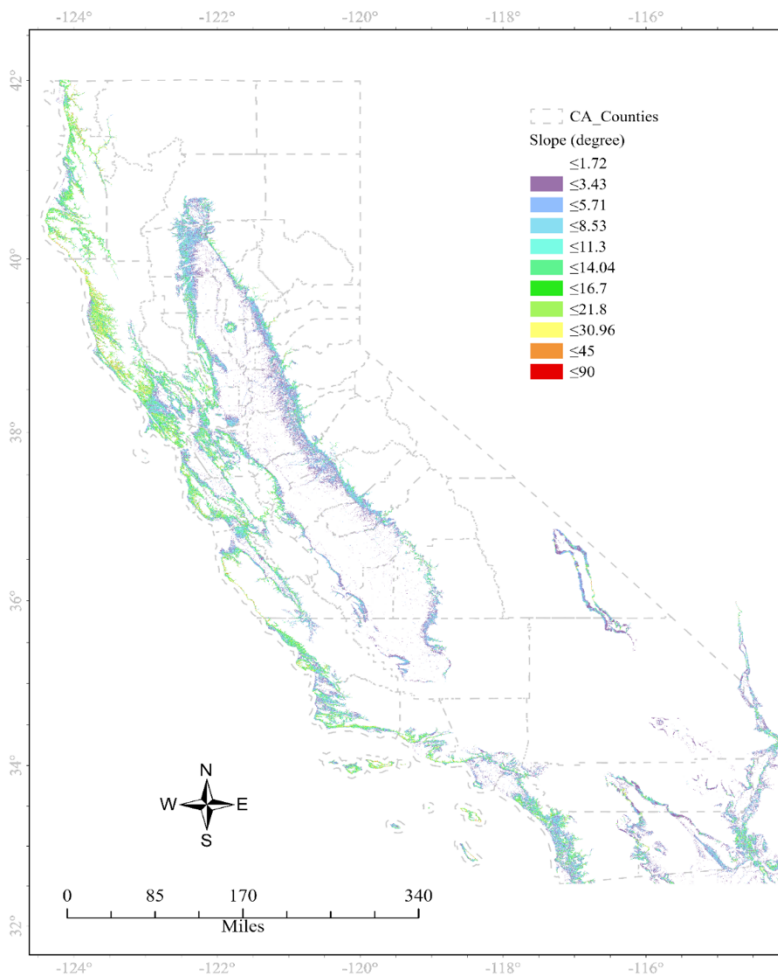 -124° -122° -120° -118° -116°
42°
40°
38°
36°
34°
32°
CA_Counties
Slope (degree)
≤1.72
≤3.43
≤5.71
≤8.53
≤11.3
≤14.04
≤16.7
≤21.8
≤30.96
≤45
≤90
N
W E
S
0 85 170 340
Miles
-124° -122° -120° -118° -116°